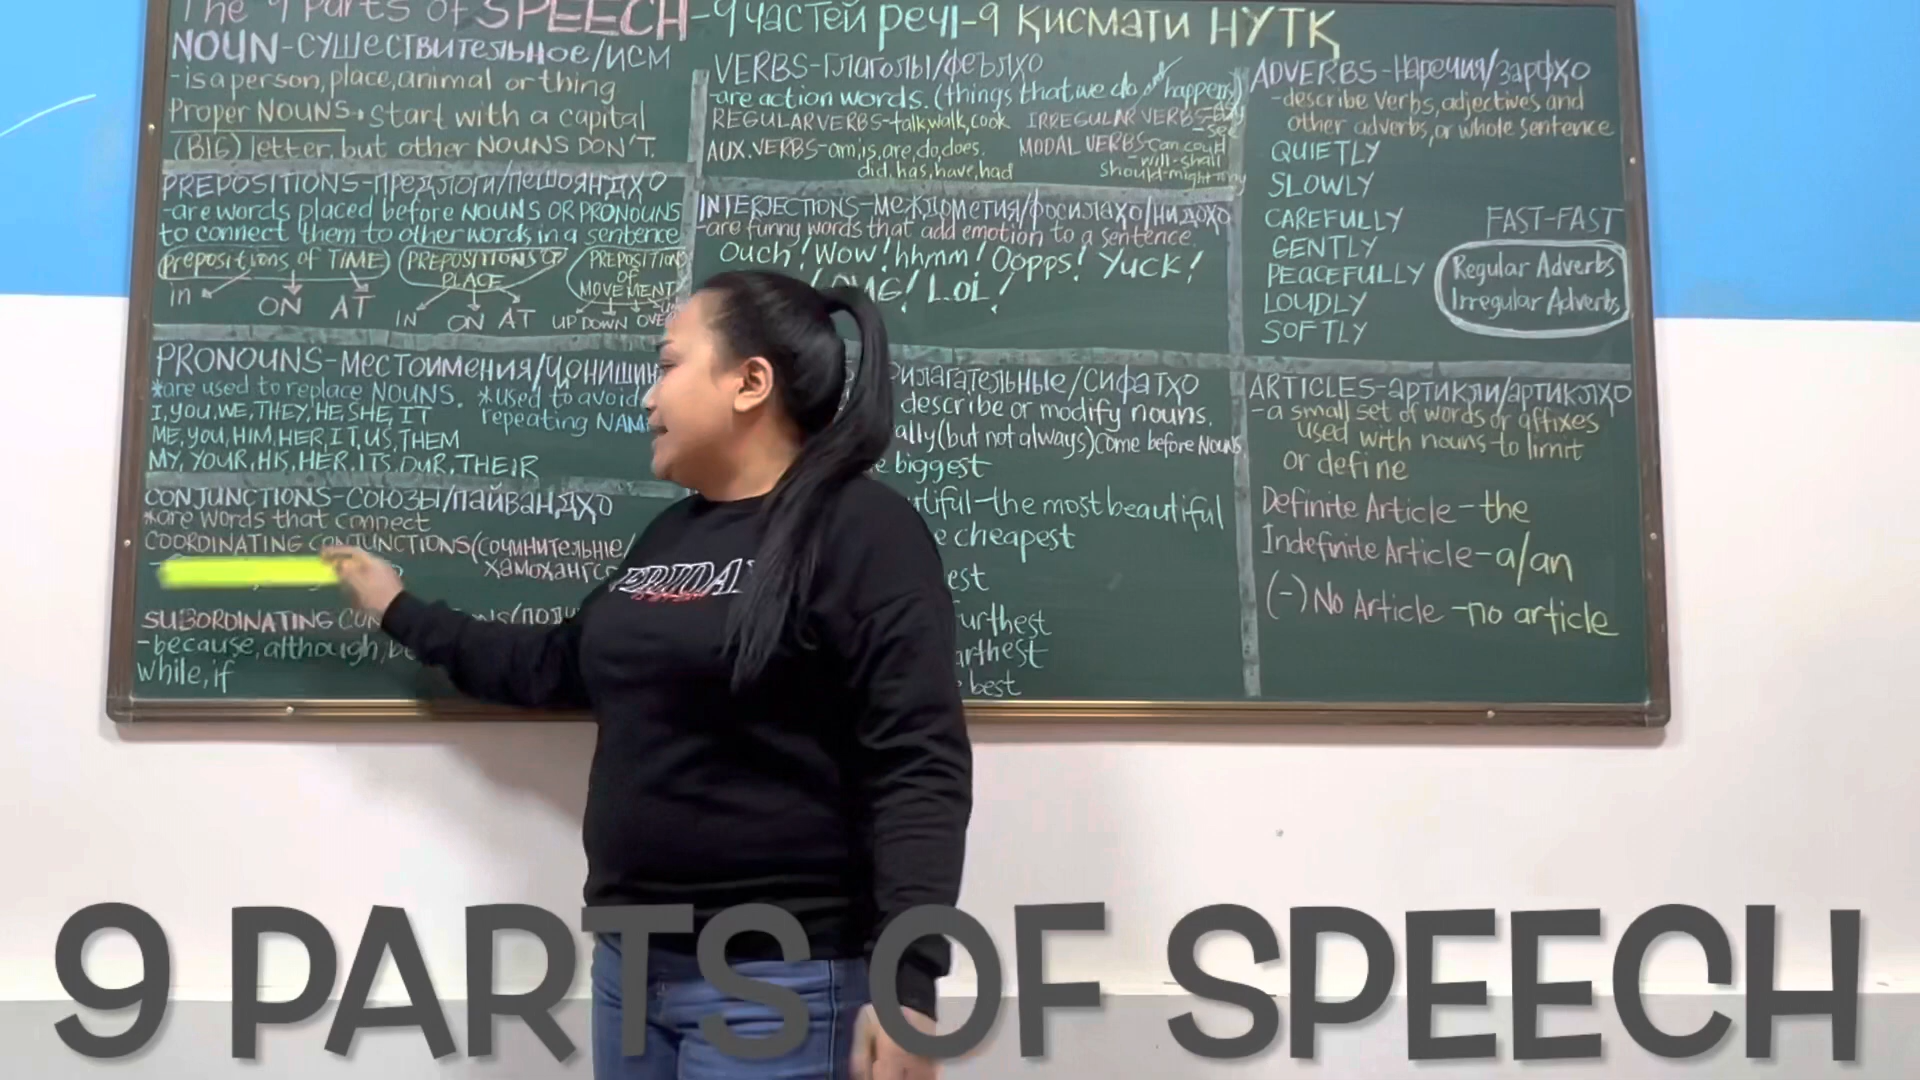 The 9 Parts of SPEECH-9 частей речі-9 қисмати НУТҚ
NOUN-СУЩЕСТВИТЕЛЬНОЕ/ИСМ
-is a person, place, animal or thing
Proper NOUNS. start with a capital
(BIG) letter, but other NOUNS DON'T.
PREPOSITIONS-предлоги/пешояндҳо
-are words placed before NOUNS OR PRONOUNS
to connect them to other words in a sentence
prepositions of TIME
in ON AT
PREPOSITIONS OF
PLACE
IN ON AT
PREPOSITION
OF
MOVEMENT
UP DOWN
PRONOUNS-Местоимения/
*are used to replace NOUNS.
*used to avoid
repeating
I, you, WE, THEY, HE, SHE, IT
ME, you, HIM, HER, IT, US, THEM
MY, YOUR, HIS, HER, ITS, OUR, THEIR
CONJUNCTIONS-СОЮЗЫ/пайвандҳо
*are words that connect
COORDINATING CONJUNCTIONS(сочинительные/
SUBORDINATING
-because, although,
while, if
VERBS-Глаголы/феълҳо
-are action words. (things that we do or happens)
REGULAR VERBS-talk, walk, cook
IRREGULAR VERBS-
AUX. VERBS-am, is, are, do, does.
did, has, have, had
MODAL VERBS-can could
-will-shall
should-might
INTERJECTIONS-междометия/фосилаҳо/нидоҳо
-are funny words that add emotion to a sentence
Ouch! Wow! hhmm! Oopps! Yuck!
OMG! Lol!
/сифатҳо
describe or modify nouns.
(but not always) come before NOUNS
biggest
-the most beautiful
cheapest
best
ADVERBS-Наречия/зарфҳо
-describe verbs, adjectives and
other adverbs, or whole sentence
QUIETLY
SLOWLY
CAREFULLY
GENTLY
PEACEFULLY
LOUDLY
SOFTLY
FAST-FAST
Regular Adverbs
Irregular Adverbs
ARTICLES-артикли/артиклҳо
-a small set of words or affixes
used with nouns to limit
or define
Definite Article-the
Indefinite Article-a/an
(-) No Article-no article
9 PARTS OF SPEECH